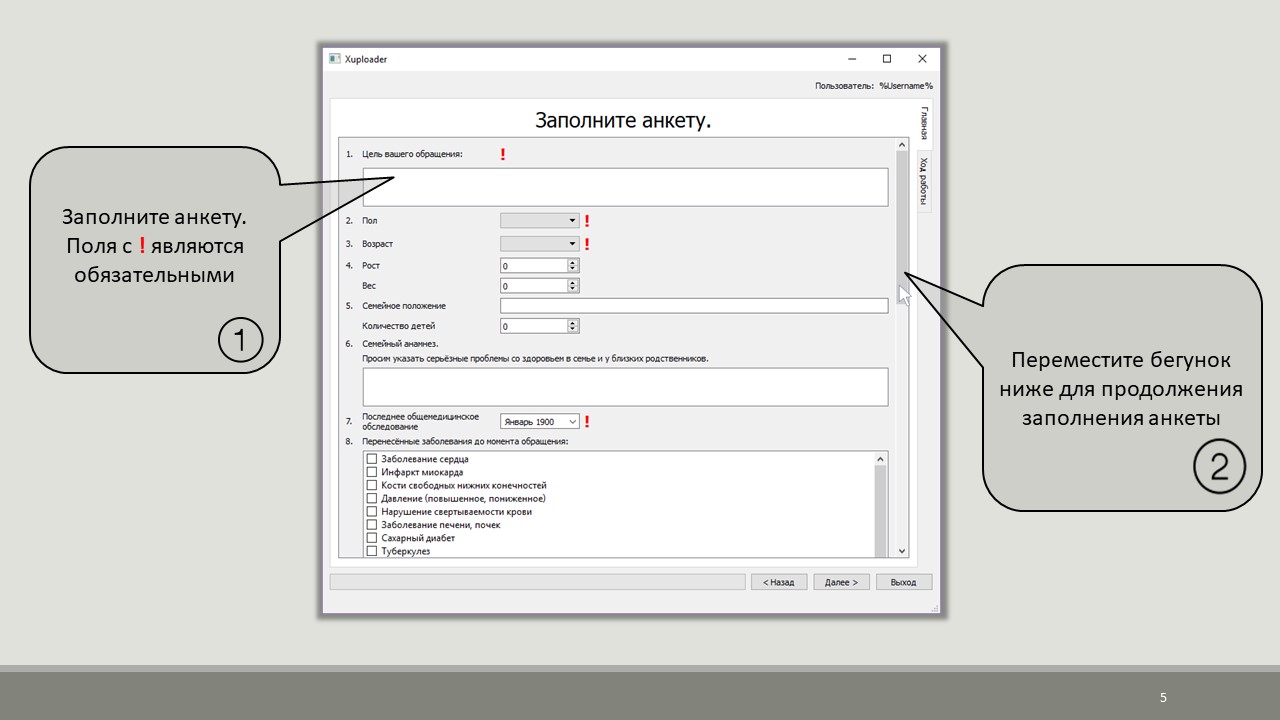 Xuploader
Пользователь: %Username%
Заполните анкету.
Главная
Ход работы
1. Цель вашего обращения: !
2. Пол !
3. Возраст !
4. Рост 0
Вес 0
5. Семейное положение
Количество детей 0
6. Семейный анамнез.
Просим указать серьёзные проблемы со здоровьем в семье и у близких родственников.
7. Последнее общемедицинское
обследование Январь 1900 !
8. Перенесённые заболевания до момента обращения:
Заболевание сердца
Инфаркт миокарда
Кости свободных нижних конечностей
Давление (повышенное, пониженное)
Нарушение свертываемости крови
Заболевание печени, почек
Сахарный диабет
Туберкулез
< Назад
Далее >
Выход
Заполните анкету.
Поля с ! являются
обязательными
1
Переместите бегунок
ниже для продолжения
заполнения анкеты
2
5